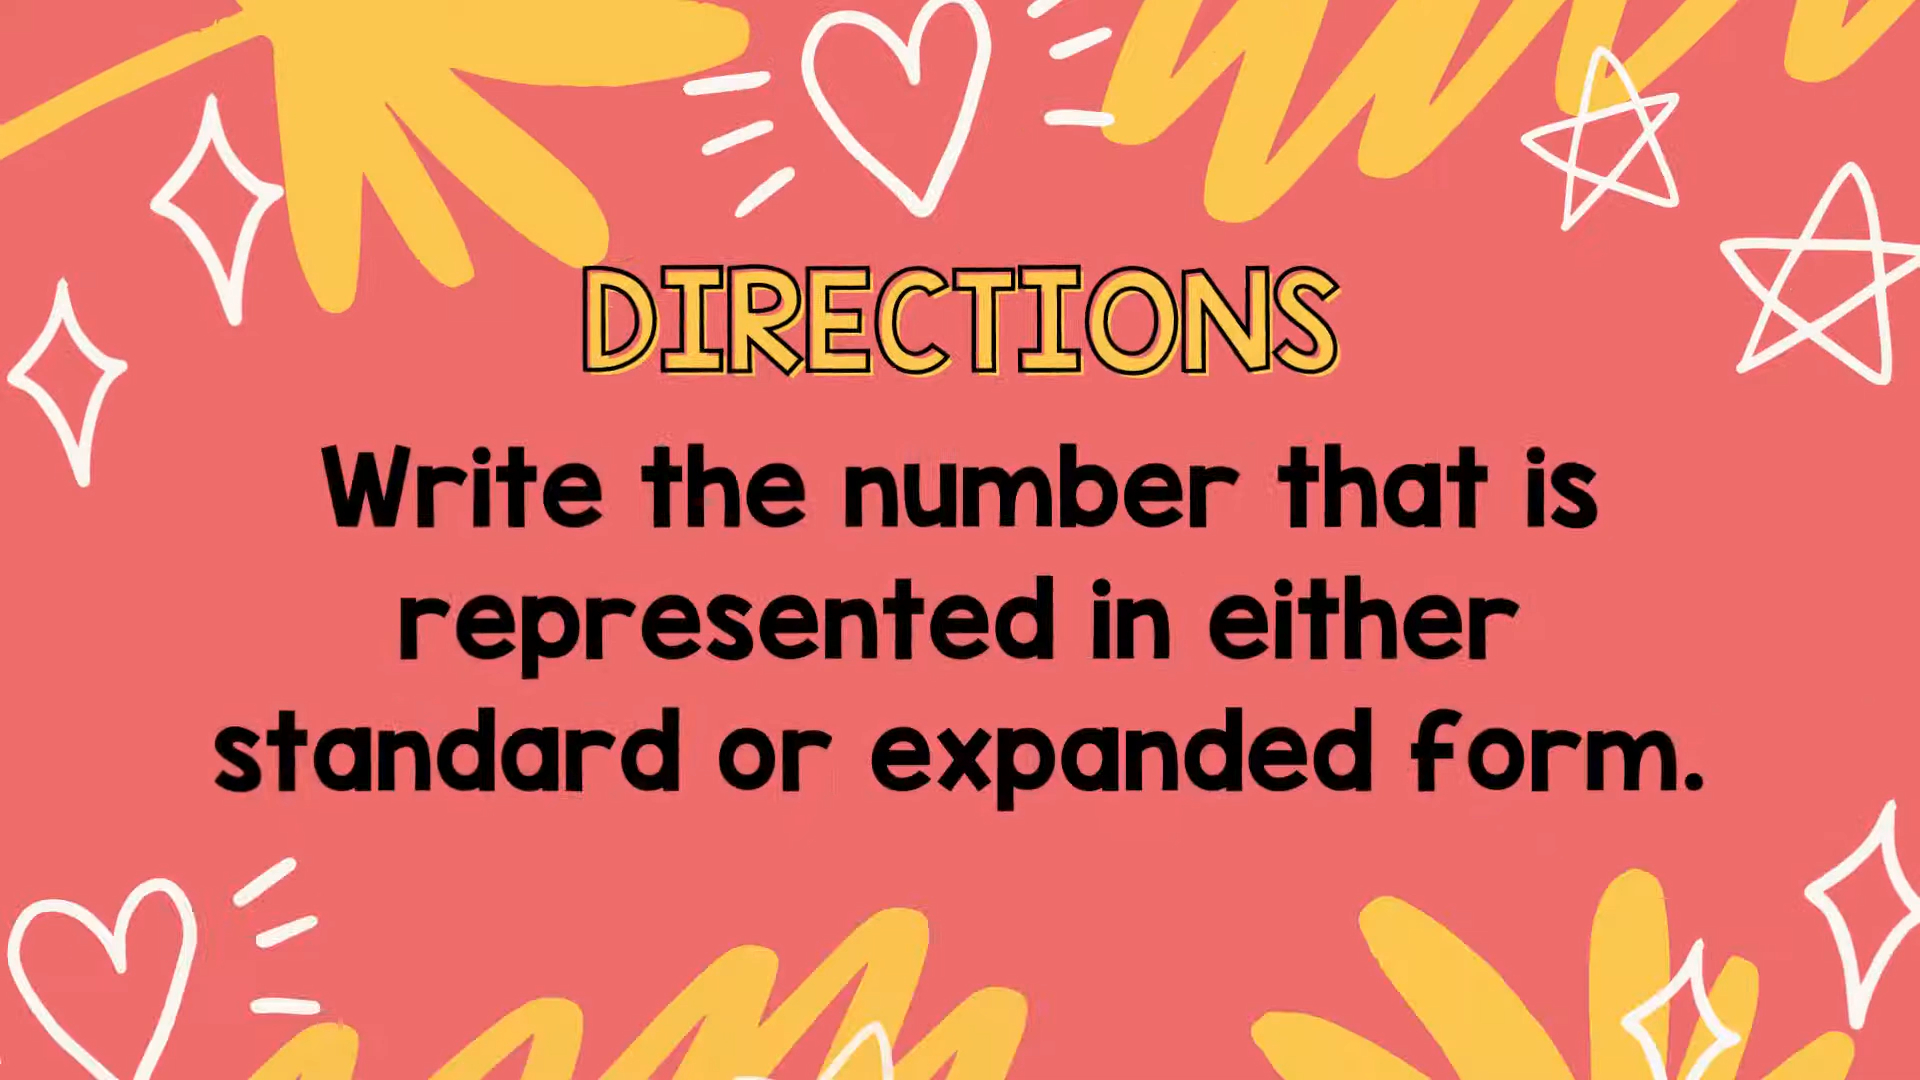 DIRECTIONS
Write the number that is
represented in either
standard or expanded form.